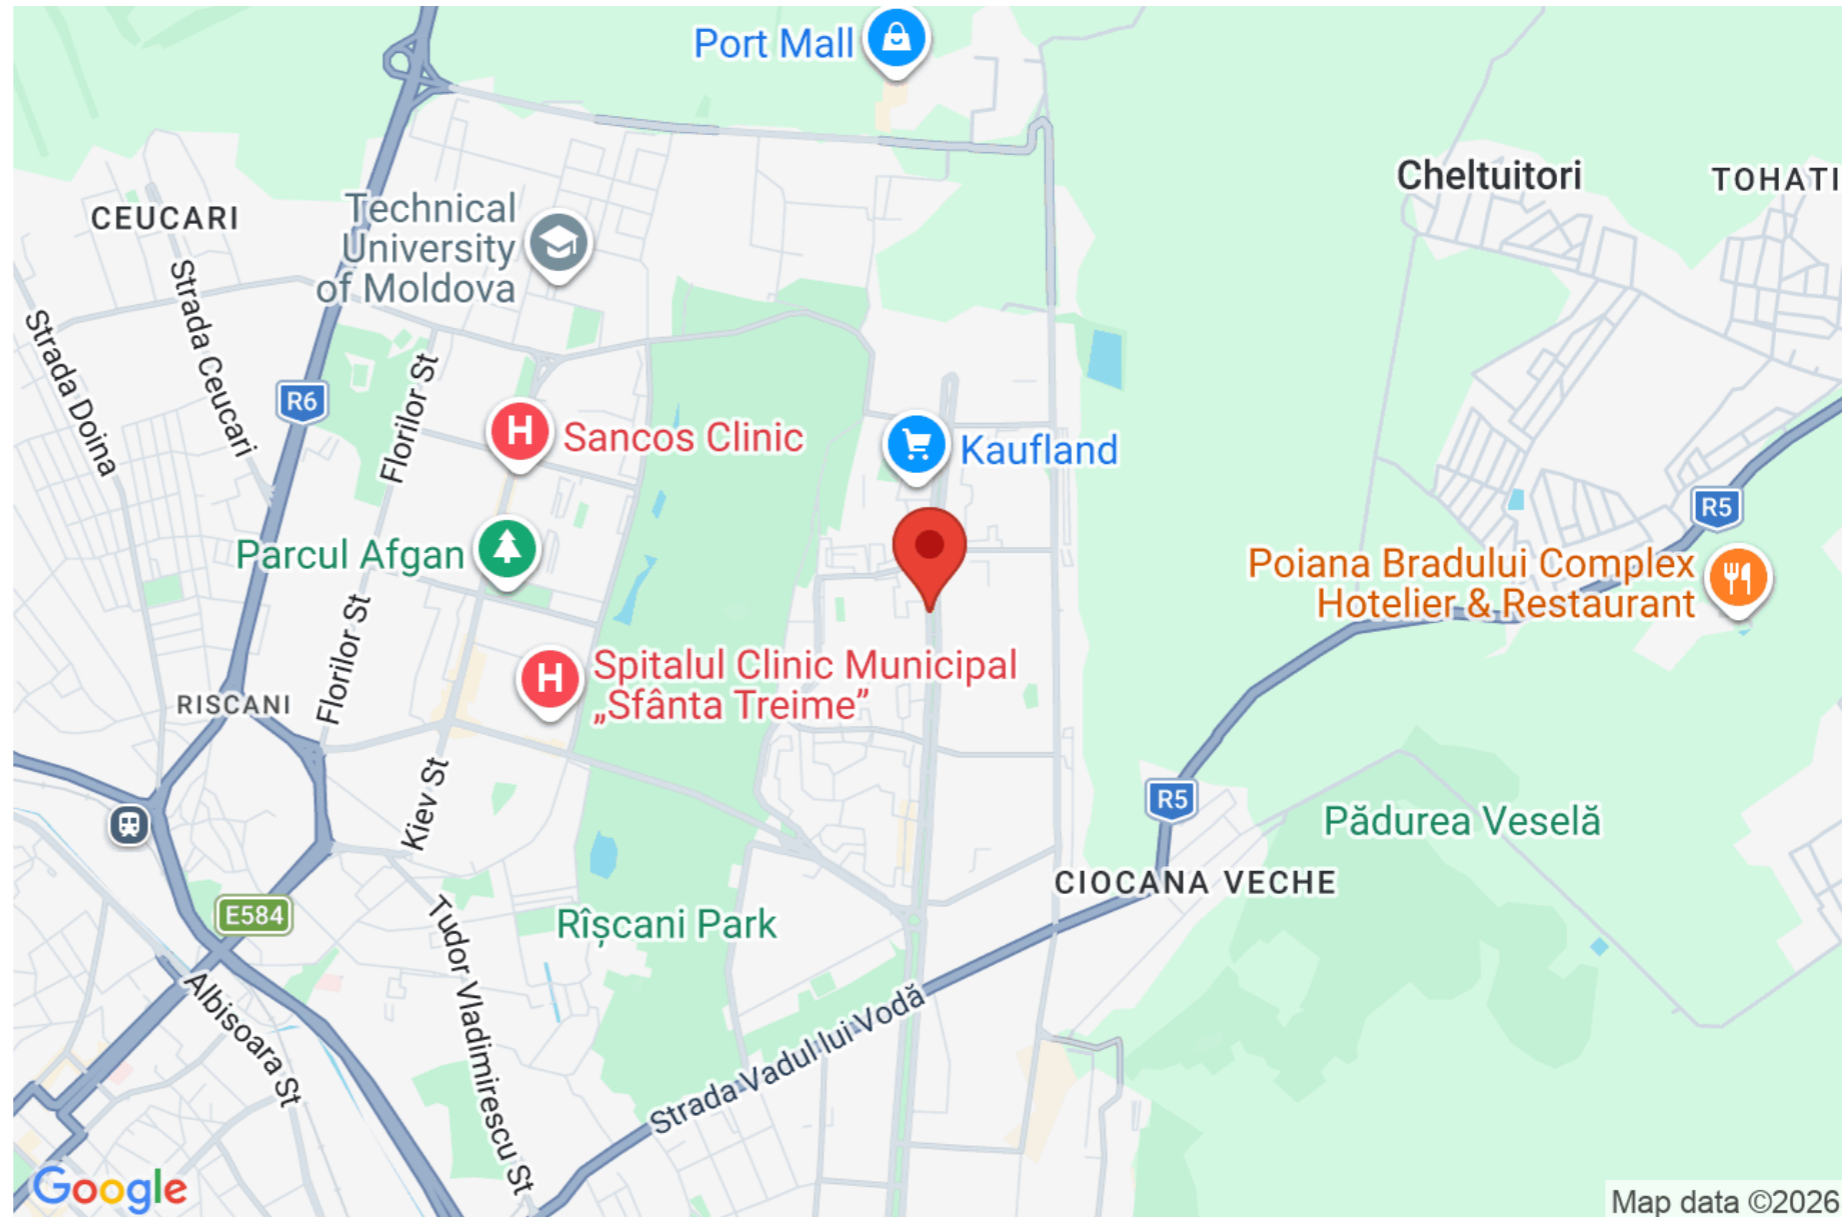 Port Mall
Cheltuitori
TOHATI
CEUCARI
Technical
University
of Moldova
Strada Ceucari
Strada Doina
Florilor St
R6
H
Sancos Clinic
Kaufland
R5
Parcul Afgan
Poiana Bradului Complex
Hotelier & Restaurant
Florilor St
H
Spitalul Clinic Municipal
„Sfânta Treime”
RISCANI
Kiev St
R5
Pădurea Veselă
CIOCANA VECHE
E584
Rîșcani Park
Tudor Vladimirescu St
Albisoara St
Strada Vadul lui Vodă
Google
Map data ©2026